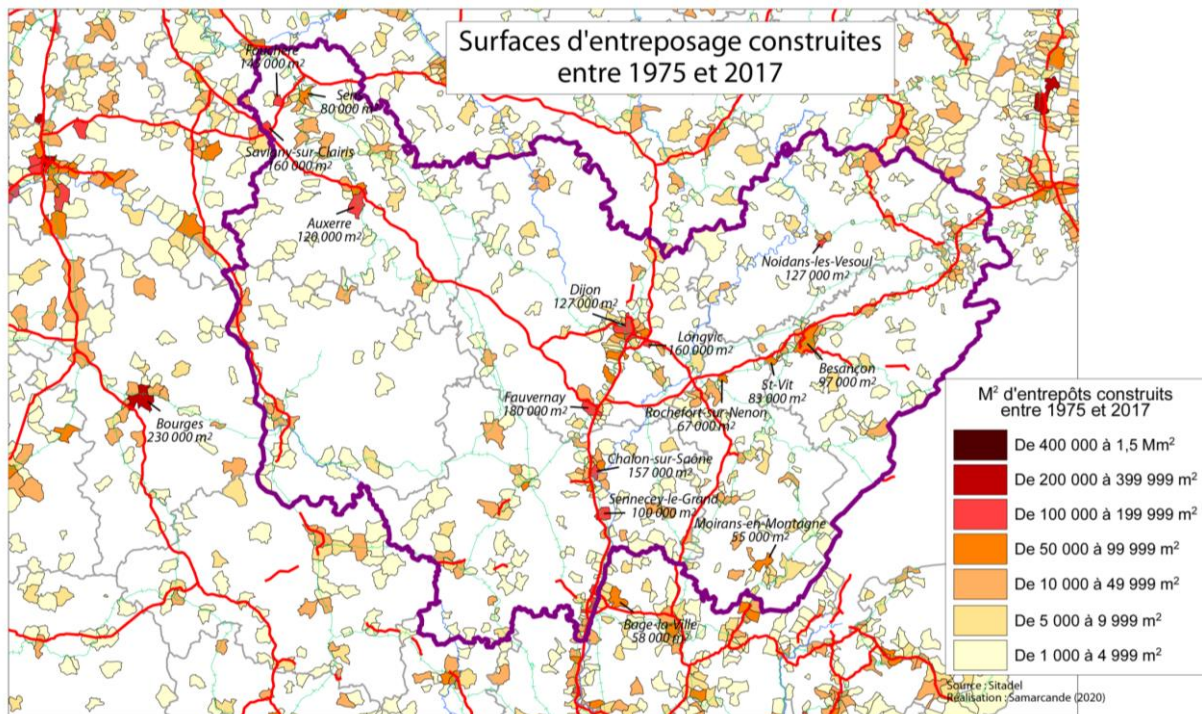 Surfaces d'entreposage construites
entre 1975 et 2017
148 000 m²
Sens
80 000 m²
Savigny-sur-Clairis
160 000 m²
Auxerre
120 000 m²
Noidans-les-Vesoul
127 000 m²
Dijon
127 000 m²
Longvic
160 000 m²
Besançon
97 000 m²
St-Vit
83 000 m²
Fauvernay
180 000 m²
Rochefort-sur-Nenon
67 000 m²
Bourges
230 000 m²
Chalon-sur-Saône
157 000 m²
Sennecey-le-Grand
100 000 m²
Moirans-en-Montagne
55 000 m²
Bage-la-Ville
58 000 m²
M² d'entrepôts construits
entre 1975 et 2017
De 400 000 à 1,5 Mm²
De 200 000 à 399 999 m²
De 100 000 à 199 999 m²
De 50 000 à 99 999 m²
De 10 000 à 49 999 m²
De 5 000 à 9 999 m²
De 1 000 à 4 999 m²
Source : Sitadel
Réalisation : Samarcande (2020)